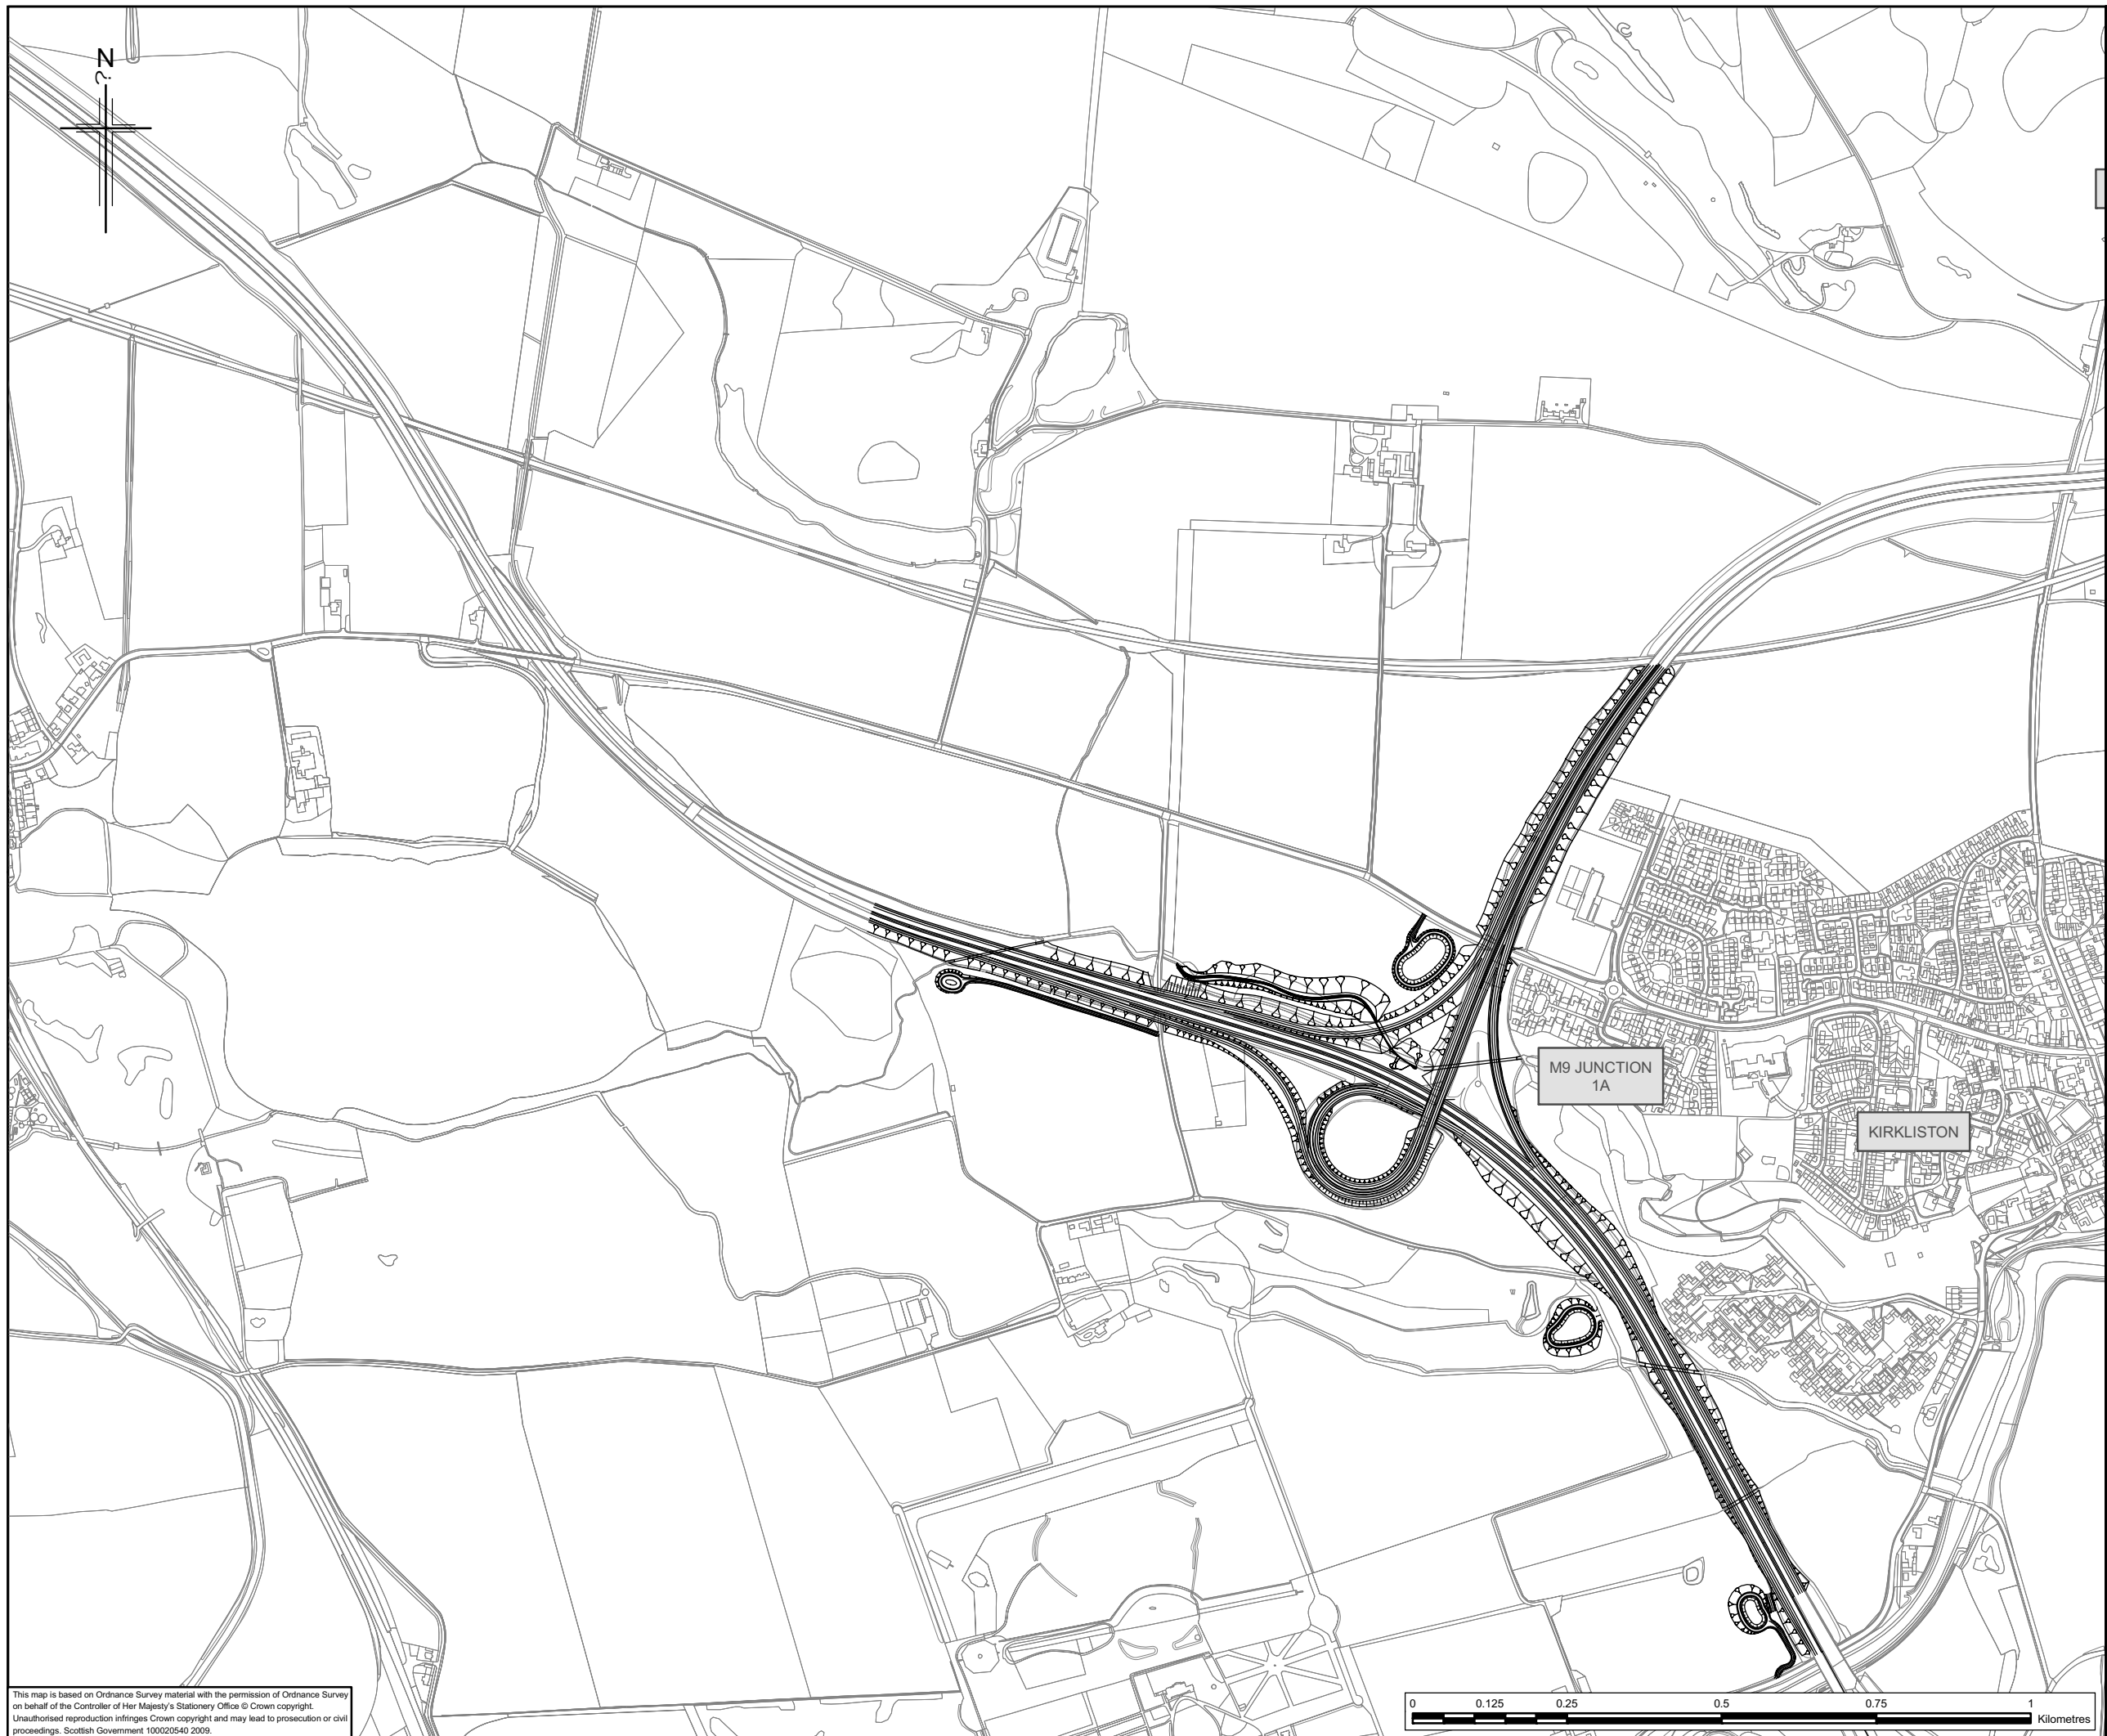 ? N
M9 JUNCTION
1A
KIRKLISTON
This map is based on Ordnance Survey material with the permission of Ordnance Survey
on behalf of the Controller of Her Majesty's Stationery Office © Crown copyright.
Unauthorised reproduction infringes Crown copyright and may lead to prosecution or civil
proceedings. Scottish Government 100020540 2009.
0 0.125 0.25 0.5 0.75 1
Kilometres